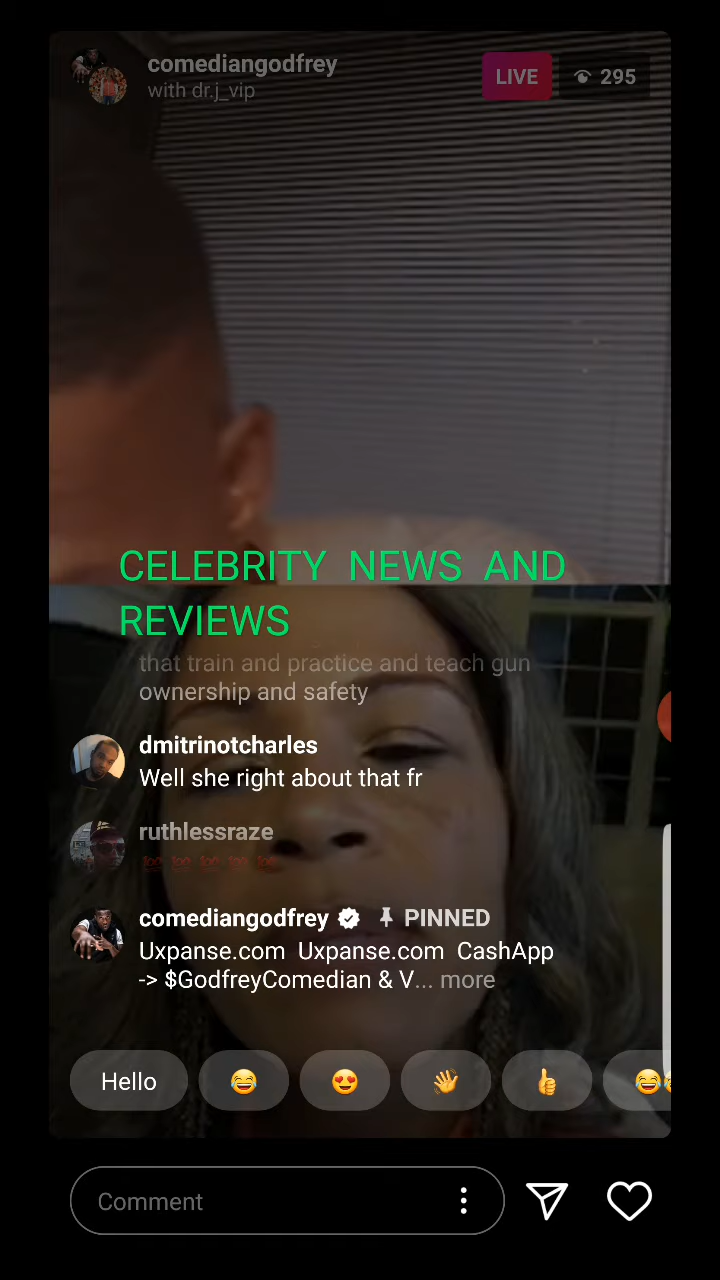 comediangodfrey
with dr.j_vip
LIVE
295
CELEBRITY NEWS AND
REVIEWS
that train and practice and teach gun
ownership and safety
dmitrinotcharles
Well she right about that fr
ruthlessraze
💯 💯 💯 💯 💯
comediangodfrey PINNED
Uxpanse.com Uxpanse.com CashApp
-> $GodfreyComedian & V... more
Hello
Comment